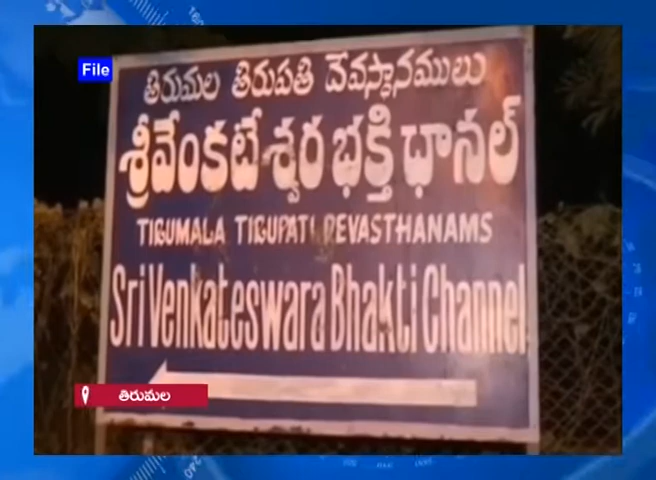 File
తిరుమల తిరుపతి దేవస్థానములు
శ్రీవేంకటేశ్వర భక్తి ఛానల్
TIRUMALA TIRUPATI DEVASTHANAMS
Sri Venkateswara Bhakti Channel
తిరుమల